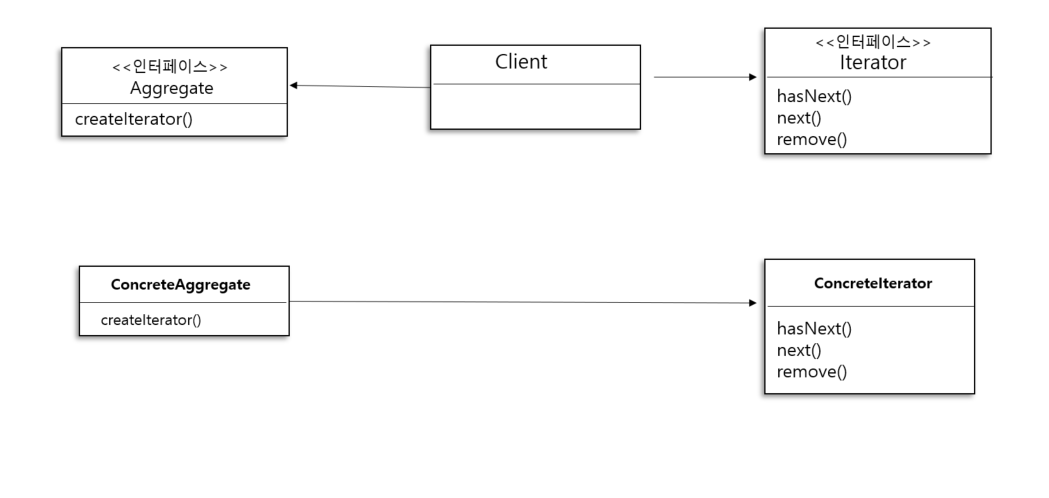 <<인터페이스>>
Aggregate
createIterator()
Client
<<인터페이스>>
Iterator
hasNext()
next()
remove()
ConcreteAggregate
createIterator()
ConcreteIterator
hasNext()
next()
remove()